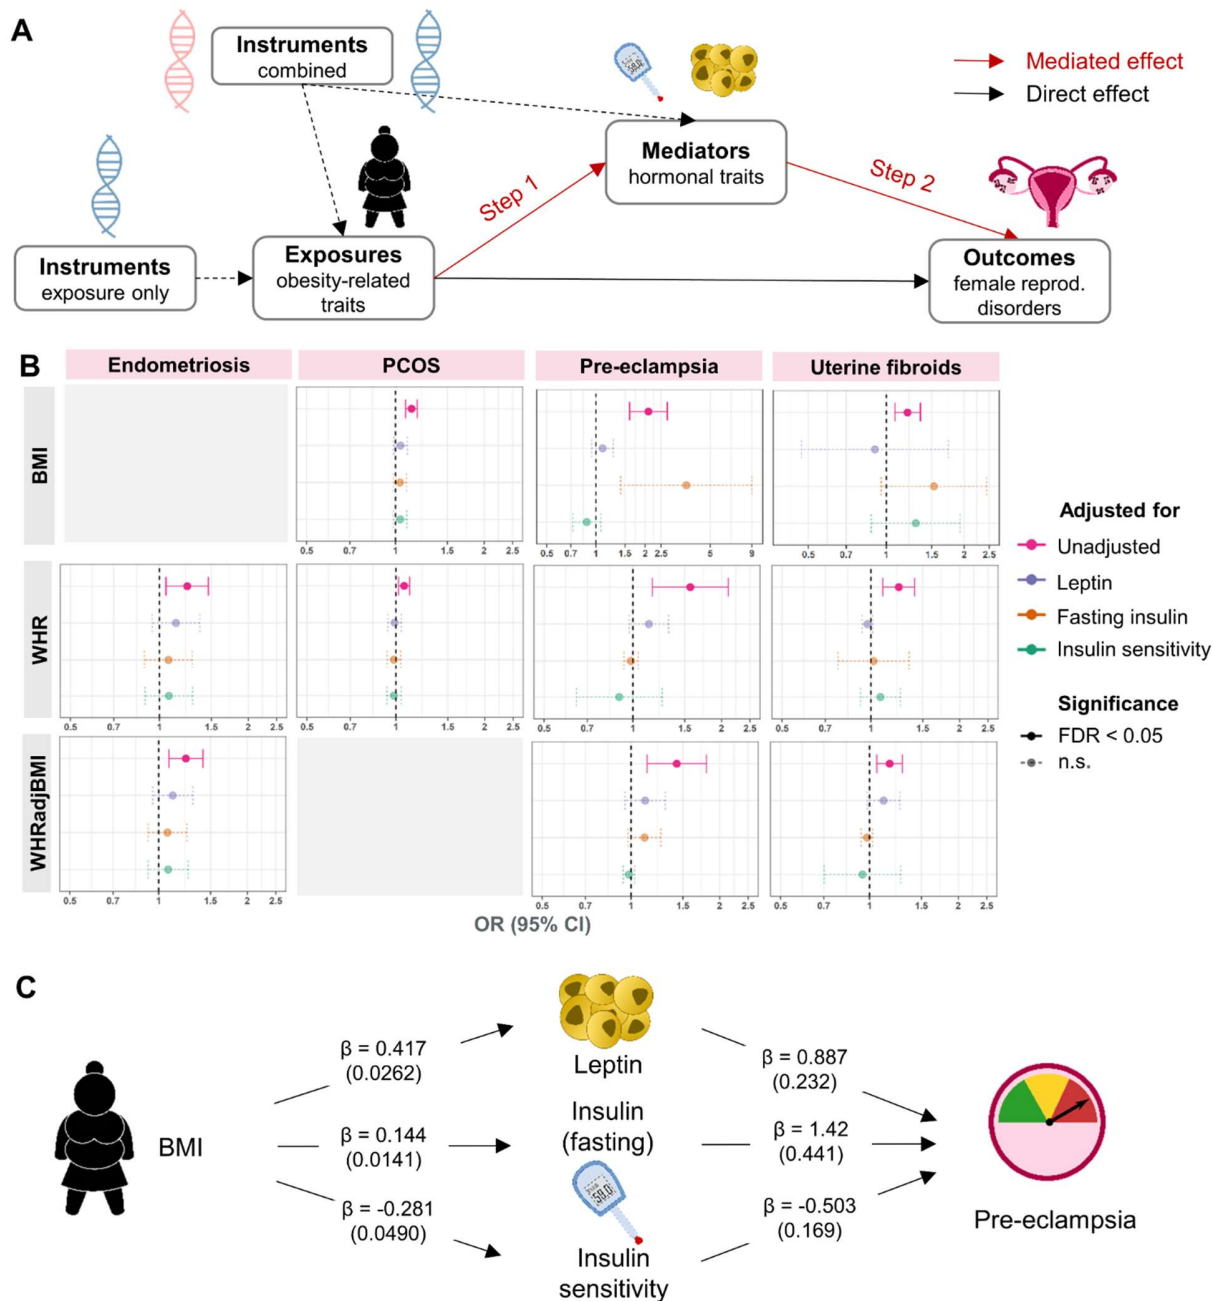 A
Instruments
combined
Mediated effect
Direct effect
Mediators
hormonal traits
Step 1
Step 2
Instruments
exposure only
Exposures
obesity-related
traits
Outcomes
female reprod.
disorders
B
Endometriosis
PCOS
Pre-eclampsia
Uterine fibroids
BMI
0.5 0.7 1 1.5 2 2.5
0.5 0.7 1 1.5 2 2.5 5 9
0.5 0.7 1 1.5 2 2.5
WHR
0.5 0.7 1 1.5 2 2.5
0.5 0.7 1 1.5 2 2.5
0.5 0.7 1 1.5 2 2.5
0.5 0.7 1 1.5 2 2.5
WHRadjBMI
0.5 0.7 1 1.5 2 2.5
0.5 0.7 1 1.5 2 2.5
0.5 0.7 1 1.5 2 2.5
OR (95% CI)
Adjusted for
Unadjusted
Leptin
Fasting insulin
Insulin sensitivity
Significance
FDR < 0.05
n.s.
C
BMI
β = 0.417
(0.0262)
β = 0.144
(0.0141)
β = -0.281
(0.0490)
Leptin
Insulin
(fasting)
Insulin
sensitivity
β = 0.887
(0.232)
β = 1.42
(0.441)
β = -0.503
(0.169)
Pre-eclampsia